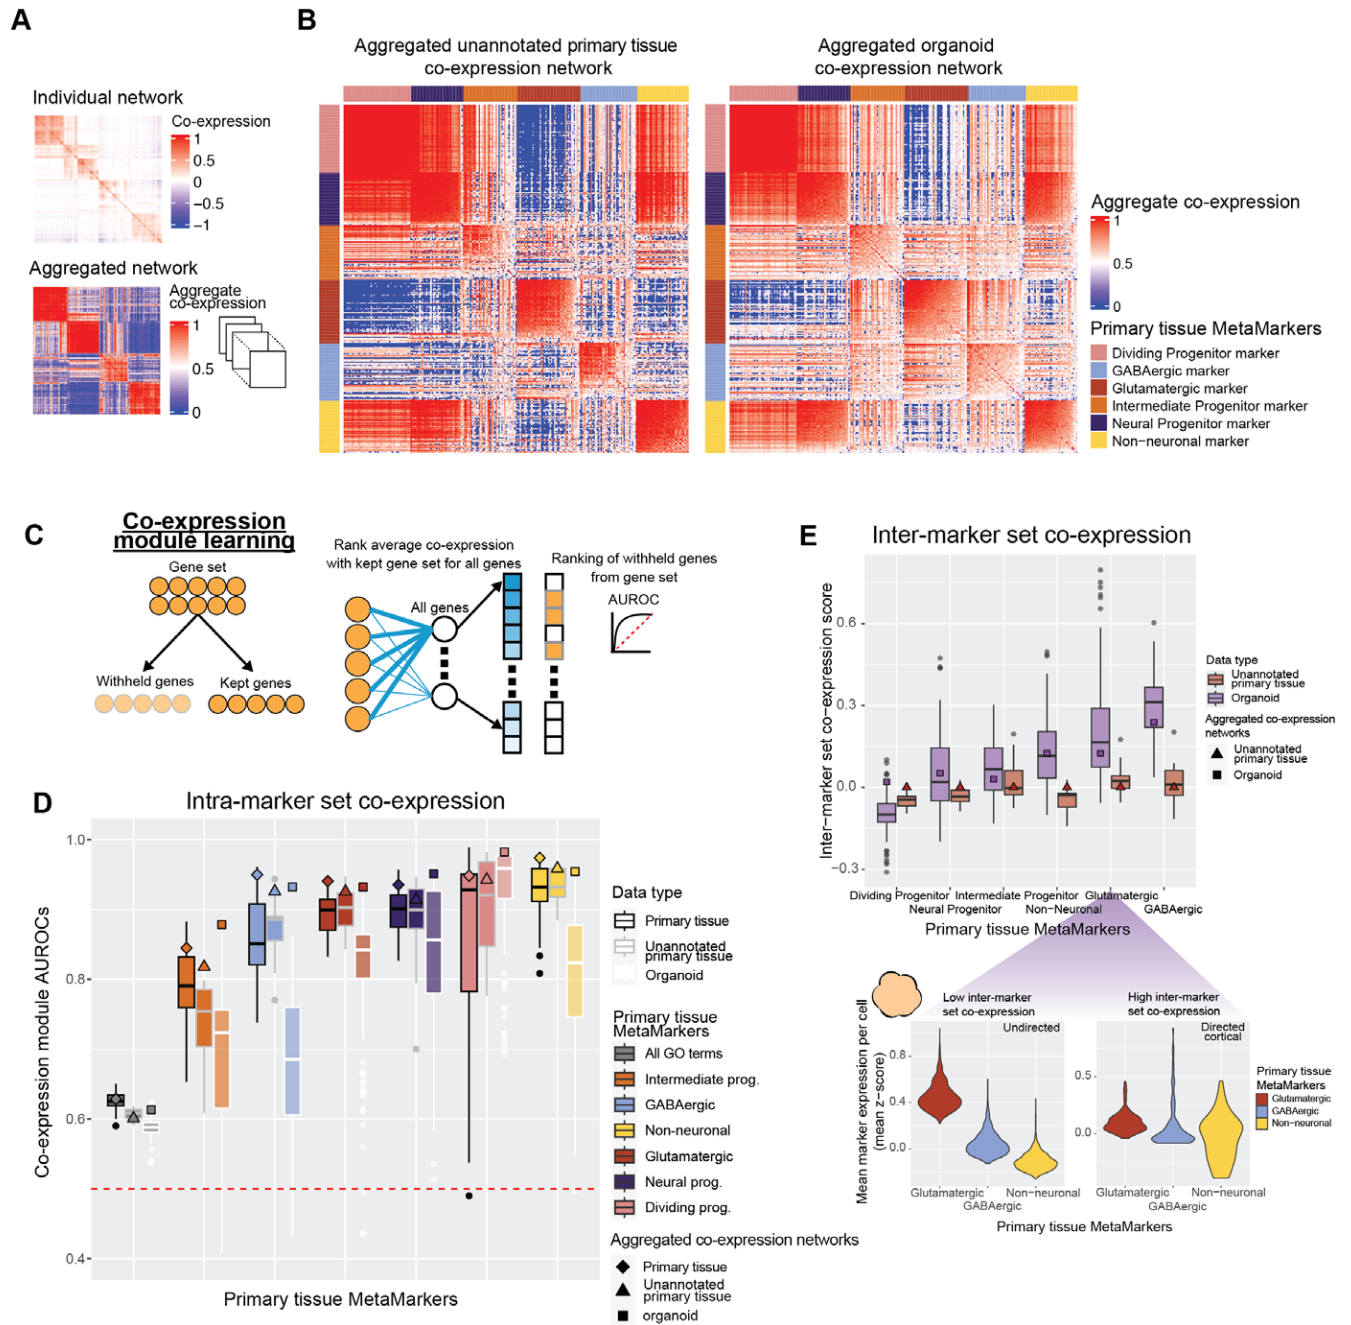 A
Individual network
Co-expression
1
0.5
0
−0.5
−1
Aggregated network
Aggregate
co-expression
1
0.5
0
B
Aggregated unannotated primary tissue
co-expression network
Aggregated organoid
co-expression network
Aggregate co-expression
1
0.5
0
Primary tissue MetaMarkers
Dividing Progenitor marker
GABAergic marker
Glutamatergic marker
Intermediate Progenitor marker
Neural Progenitor marker
Non−neuronal marker
C
Co-expression
module learning
Gene set
Withheld genes
Kept genes
Rank average co-expression
with kept gene set for all genes
All genes
Ranking of withheld genes
from gene set
AUROC
D
Intra-marker set co-expression
Co-expression module AUROCs
1.0
0.8
0.6
0.4
Primary tissue MetaMarkers
Data type
Primary tissue
Unannotated
primary tissue
Organoid
Primary tissue
MetaMarkers
All GO terms
Intermediate prog.
GABAergic
Non-neuronal
Glutamatergic
Neural prog.
Dividing prog.
Aggregated co-expression networks
Primary tissue
Unannotated
primary tissue
organoid
E
Inter-marker set co-expression
Inter−marker set co-expression score
0.6
0.3
0.0
−0.3
Dividing Progenitor
Intermediate
Progenitor
Glutamatergic
Neural Progenitor
Non−Neuronal
GABAergic
Primary tissue MetaMarkers
Data type
Unannotated
primary tissue
Organoid
Aggregated co-expression
networks
Unannotated
primary tissue
Organoid
Low inter-marker
set co-expression
High inter-marker
set co-expression
Mean marker expression per cell
(mean z−score)
Undirected
0.8
0.4
0.0
Glutamatergic
Non−neuronal
GABAergic
Directed
cortical
0.5
0.0
Glutamatergic
Non−neuronal
GABAergic
Primary tissue MetaMarkers
Primary tissue
MetaMarkers
Glutamatergic
GABAergic
Non−neuronal